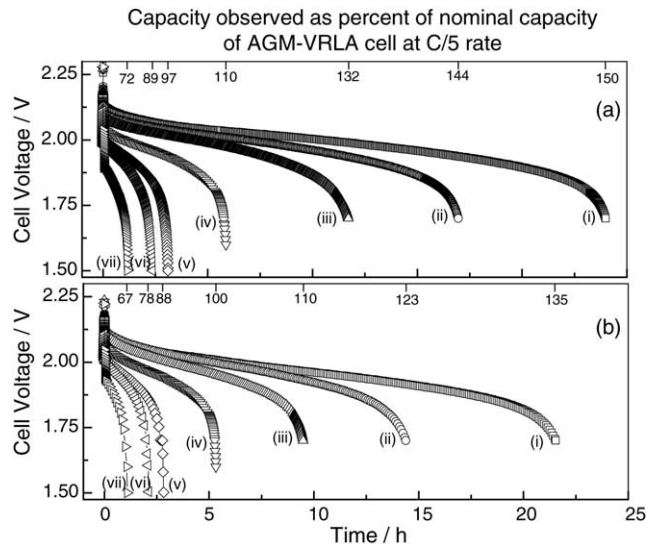 Capacity observed as percent of nominal capacity
of AGM-VRLA cell at C/5 rate
72 89 97 110 132 144 150
2.25
(a)
2.00
Cell Voltage / V
1.75
(iv) (iii) (ii) (i)
(vii) (vi) (v)
1.50
67 78 88 100 110 123 135
2.25
(b)
2.00
Cell Voltage / V
1.75
(iv) (iii) (ii) (i)
(vii) (vi) (v)
1.50
0 5 10 15 20 25
Time / h